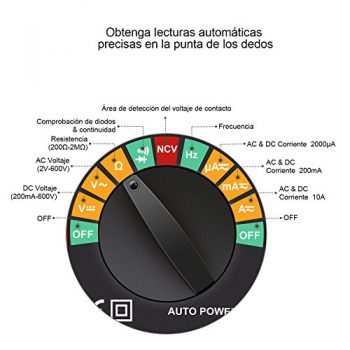 Obtenga lecturas automáticas
precisas en la punta de los dedos
Área de detección del voltaje de contacto
Comprobación de diodos
& continuidad
Frecuencia
Resistencia
(200Ω-2MΩ)
AC & DC
Corriente 2000μA
AC Voltaje
(2V-600V)
AC & DC
Corriente 200mA
DC Voltaje
(200mA-600V)
AC & DC
Corriente 10A
OFF
OFF
OFF
V
V~
Ω
NCV
Hz
μA
mA
A
OFF
AUTO POWE